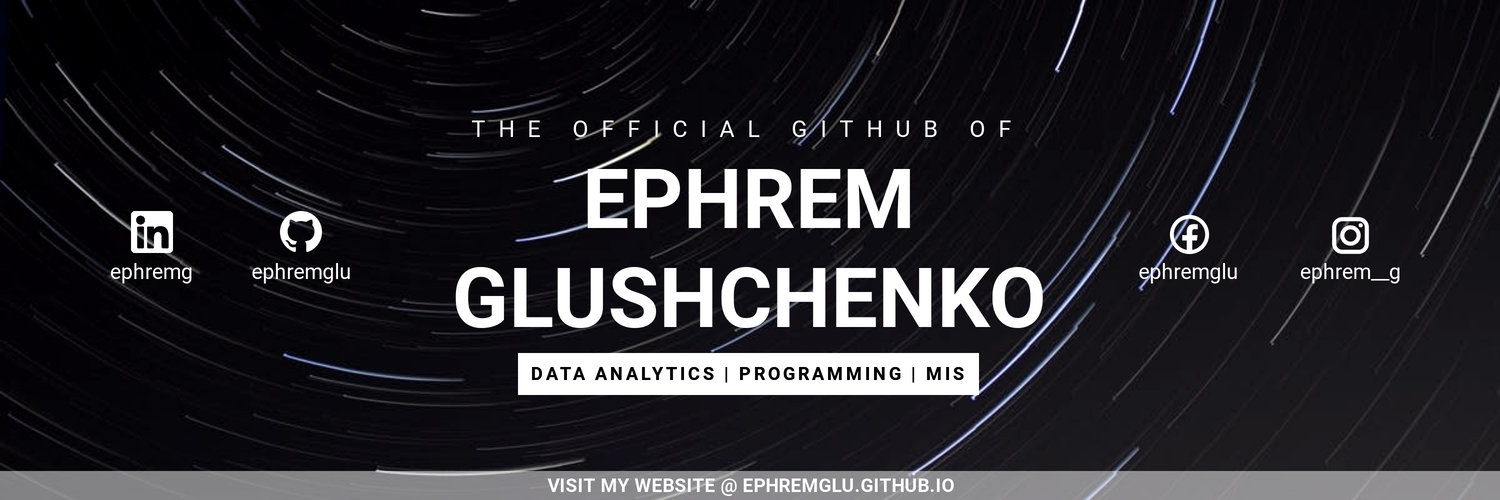 THE OFFICIAL GITHUB OF
EPHREM
GLUSHCHENKO
ephremg
ephremglu
ephremglu
ephrem__g
DATA ANALYTICS | PROGRAMMING | MIS
VISIT MY WEBSITE @ EPHREMGLU.GITHUB.IO